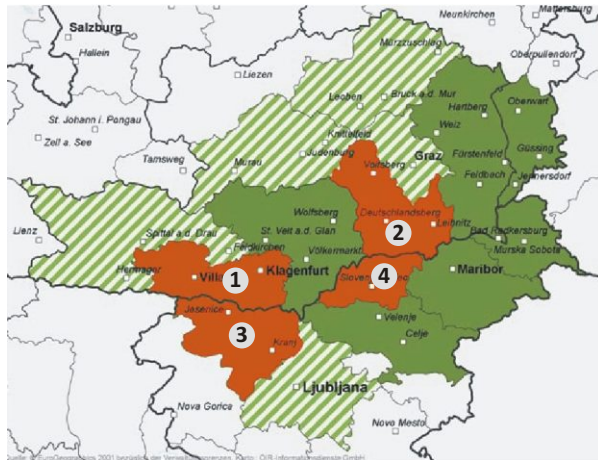 Neunkirchen
Mattersburg
Salzburg
Hallein
Mürzzuschlag
Oberpullendorf
Liezen
Leoben
Bruck a.d. Mur
St. Johann i. Pongau
Hartberg
Oberwart
Zell a. See
Knittelfeld
Weiz
Tamsweg
Judenburg
Murau
Voitsberg
Graz
Fürstenfeld
Güssing
Feldbach
Jennersdorf
Wolfsberg
Deutschlandsberg
Leibnitz
St. Veit a.d. Glan
2
Lienz
Spittal a.d. Drau
Bad Radkersburg
Feldkirchen
Völkermarkt
Murska Sobota
Hermagor
1
Klagenfurt
4
Maribor
Jesenice
Velenje
3
Kranj
Celje
Ljubljana
Nova Gorica
Novo Mesto